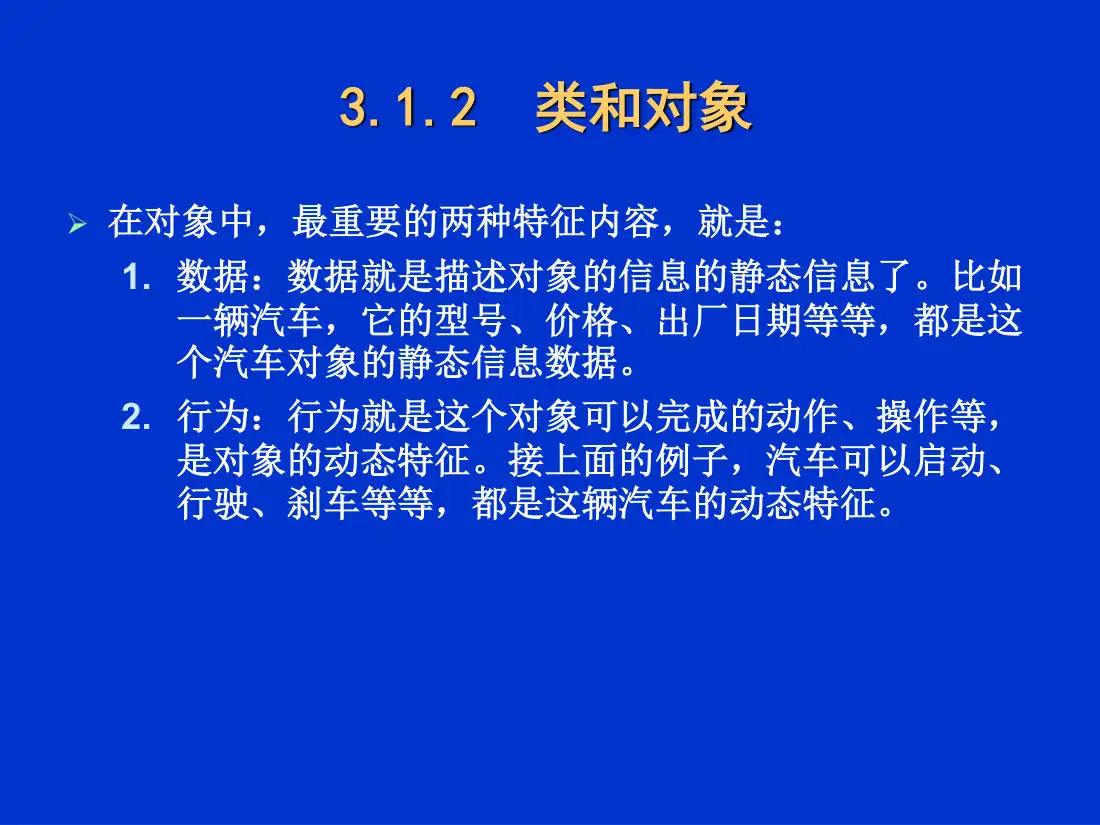 3.1.2 类和对象
在对象中，最重要的两种特征内容，就是：
1. 数据：数据就是描述对象的信息的静态信息了。比如
一辆汽车，它的型号、价格、出厂日期等等，都是这
个汽车对象的静态信息数据。
2. 行为：行为就是这个对象可以完成的动作、操作等，
是对象的动态特征。接上面的例子，汽车可以启动、
行驶、刹车等等，都是这辆汽车的动态特征。